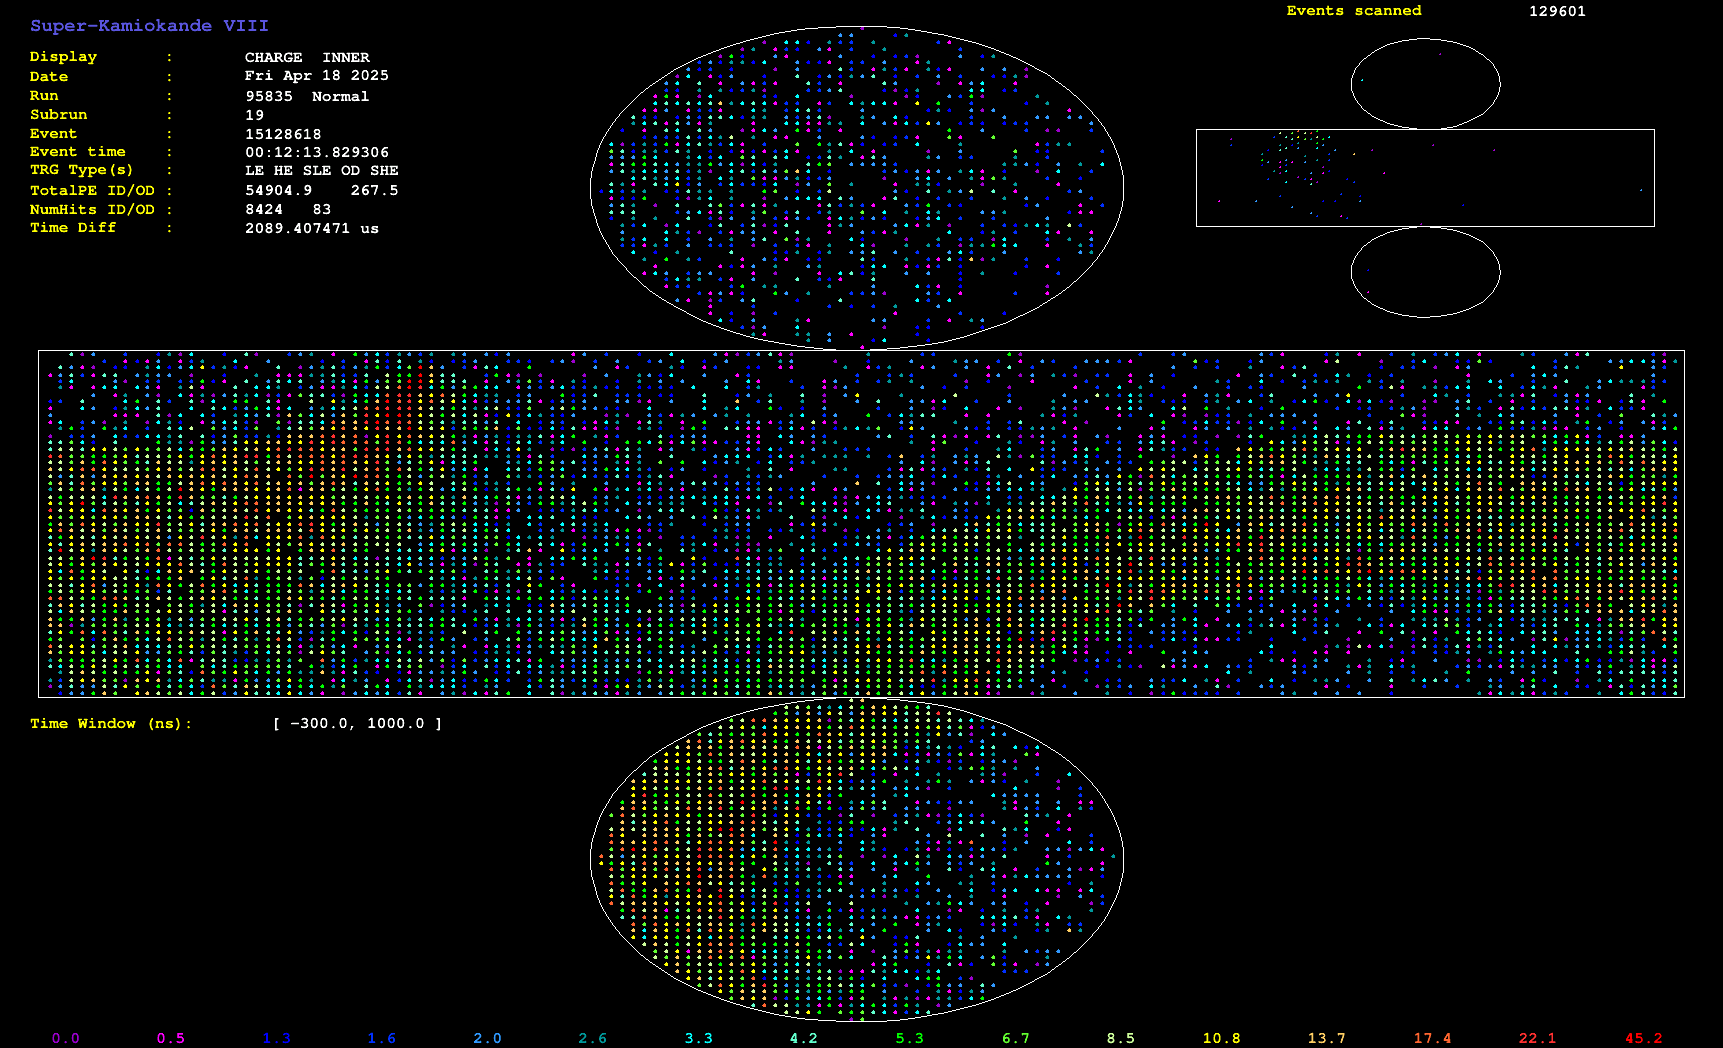 Super-Kamiokande VIII
Display : CHARGE INNER
Date : Fri Apr 18 2025
Run : 95835 Normal
Subrun : 19
Event : 15128618
Event time : 00:12:13.829306
TRG Type(s) : LE HE SLE OD SHE
TotalPE ID/OD : 54904.9 267.5
NumHits ID/OD : 8424 83
Time Diff : 2089.407471 us
Events scanned 129601
Time Window (ns): [ -300.0, 1000.0 ]
0.0 0.5 1.3 1.6 2.0 2.6 3.3 4.2 5.3 6.7 8.5 10.8 13.7 17.4 22.1 45.2